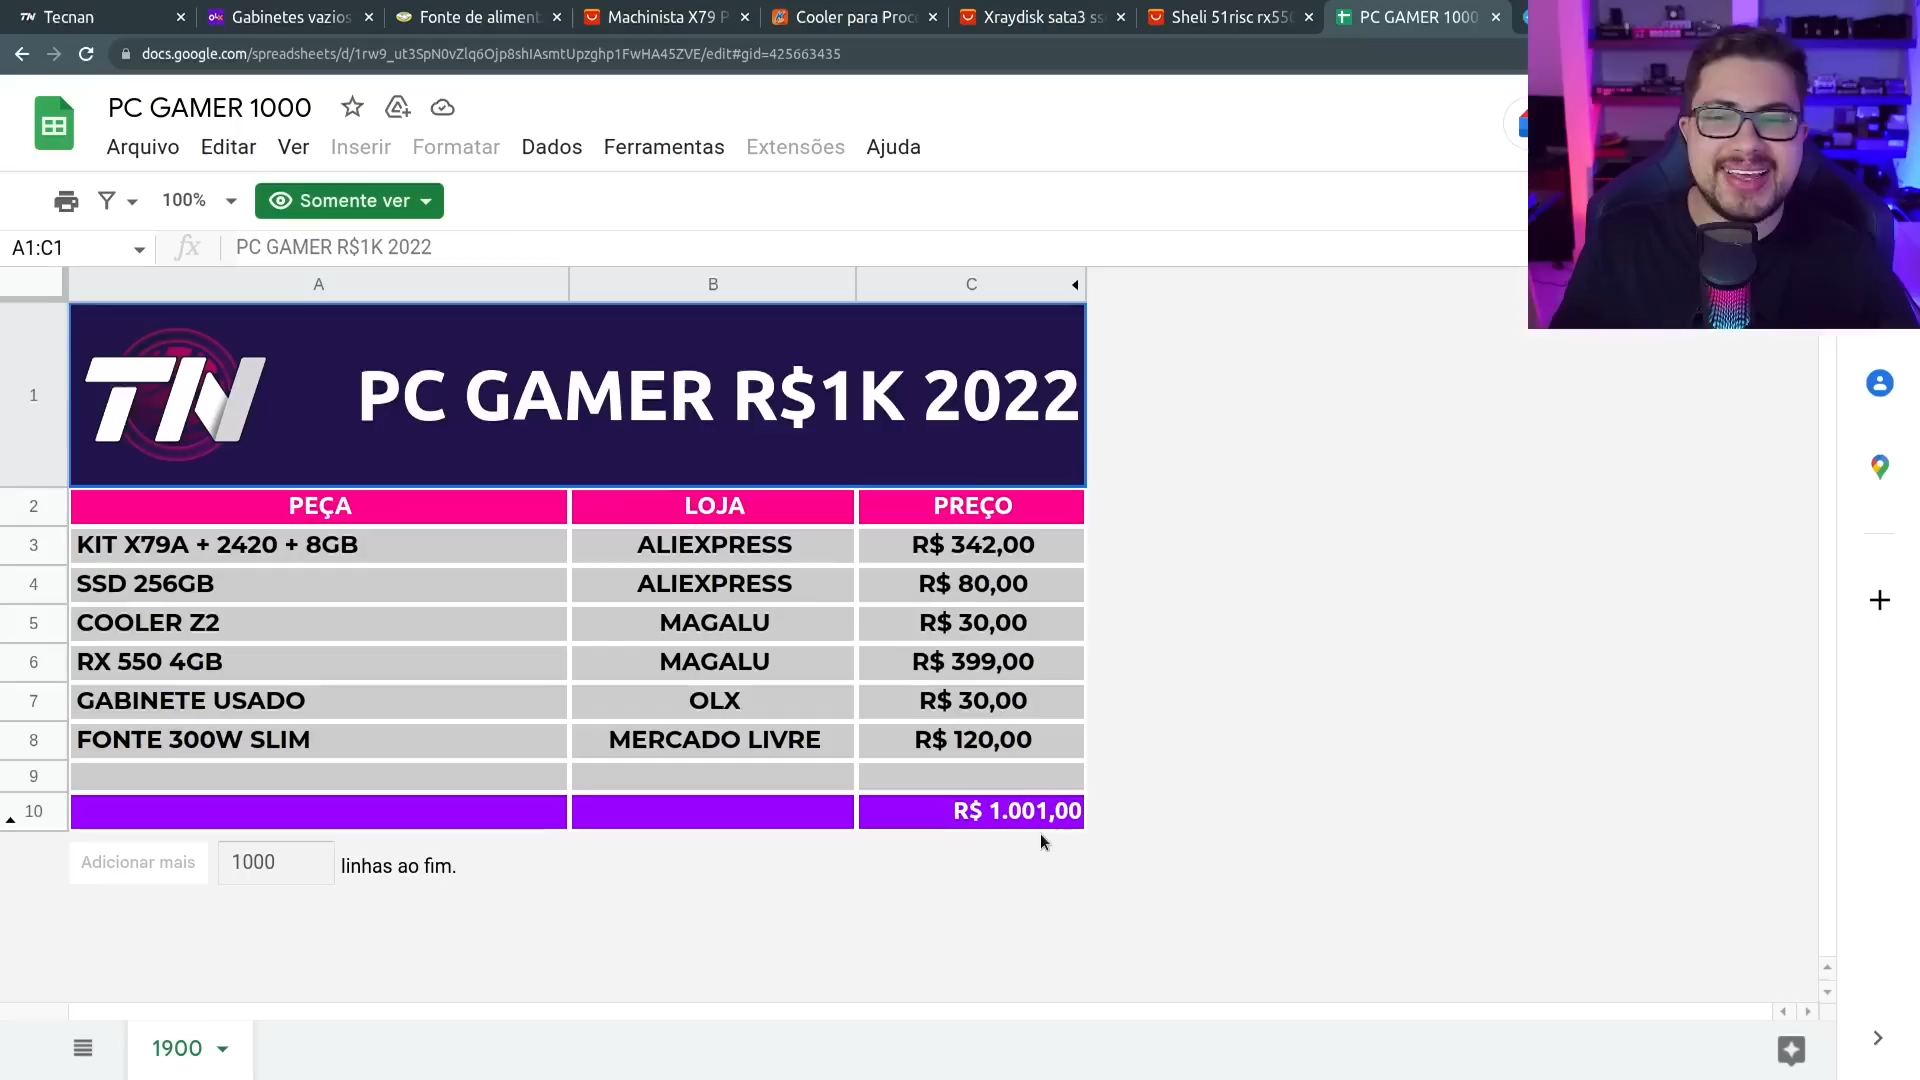 Tecnan
Gabinetes vazios
Fonte de aliment
Machinista X79 P
Cooler para Proc
Xraydisk sata3 ss
Sheli 51risc rx550
PC GAMER 1000
docs.google.com/spreadsheets/d/1rw9_ut3SpN0vZlq6Ojp8shIAsmtUpzghp1FwHA45ZVE/edit#gid=425663435
PC GAMER 1000
Arquivo Editar Ver Inserir Formatar Dados Ferramentas Extensões Ajuda
100% Somente ver
A1:C1 fx PC GAMER R$1K 2022
A B C
1 TN PC GAMER R$1K 2022
2 PEÇA LOJA PREÇO
3 KIT X79A + 2420 + 8GB ALIEXPRESS R$ 342,00
4 SSD 256GB ALIEXPRESS R$ 80,00
5 COOLER Z2 MAGALU R$ 30,00
6 RX 550 4GB MAGALU R$ 399,00
7 GABINETE USADO OLX R$ 30,00
8 FONTE 300W SLIM MERCADO LIVRE R$ 120,00
9
10 R$ 1.001,00
Adicionar mais 1000 linhas ao fim.
1900